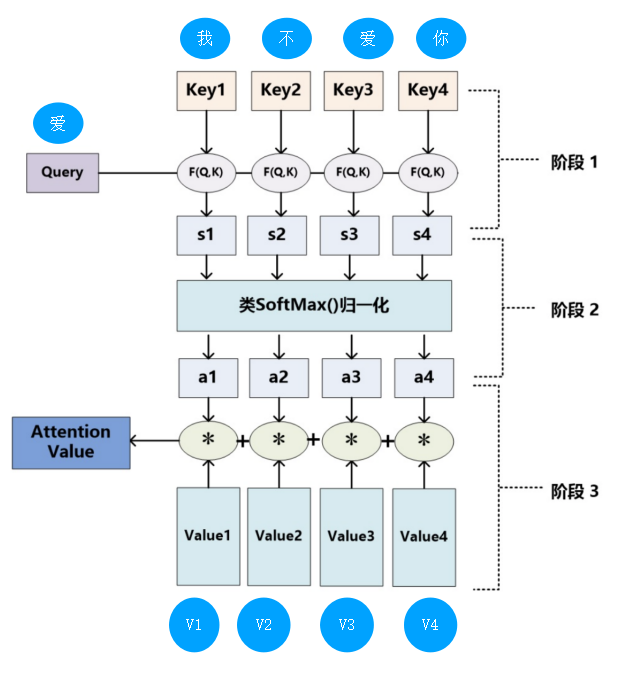 我 不 爱 你
Key1 Key2 Key3 Key4
爱
Query F(Q,K) F(Q,K) F(Q,K) F(Q,K)
阶段 1
s1 s2 s3 s4
类SoftMax()归一化
阶段 2
a1 a2 a3 a4
Attention
Value
* + * + * + *
阶段 3
Value1 Value2 Value3 Value4
V1 V2 V3 V4